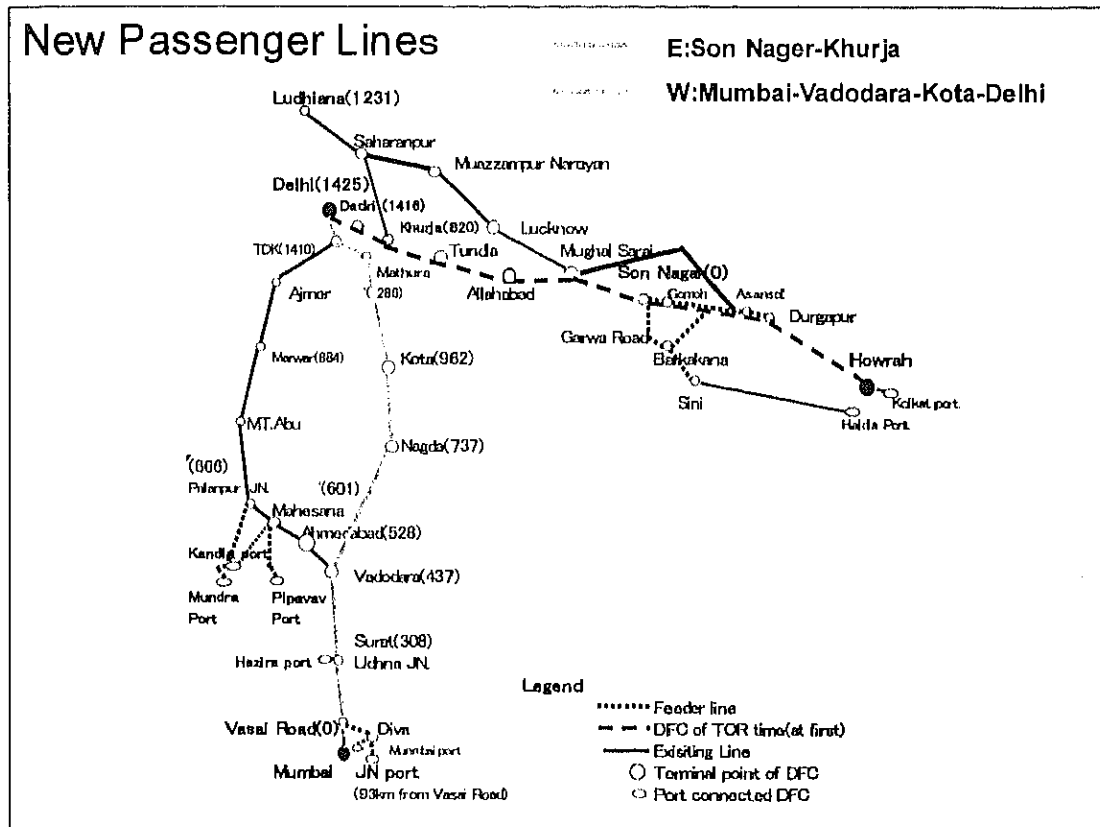 New Passenger Lines
E:Son Nager-Khurja
W:Mumbai-Vadodara-Kota-Delhi
Ludhiana(1231)
Saharanpur
Muazzampur Narayan
Delhi(1425)
Dadri (1416)
Khurja(820)
Lucknow
TDK(1410)
Tundla
Mughal Sarai
Mathura
Son Nagar(0)
Ajmer
(280)
Allahabad
Gomoh
Asansol
Durgapur
Garwa Road
Marwar(884)
Kota(962)
Barkakana
Howrah
Sini
Kolkat port.
Haldia Port.
MT.Abu
Nagda(737)
(606)
Palanpur JN.
(601)
Mahesana
Ahmedabad(528)
Kandla port
Vadodara(437)
Mundra
Port
Pipavav
Port
Surat(308)
Hazira port
Udhna JN.
Legend
Feeder line
Vasai Road(0)
Diva
DFC of TOR time(at first)
Mumbai port
Exisiting Line
Mumbai
JN port
Terminal point of DFC
(93km from Vasai Road)
Port connected DFC